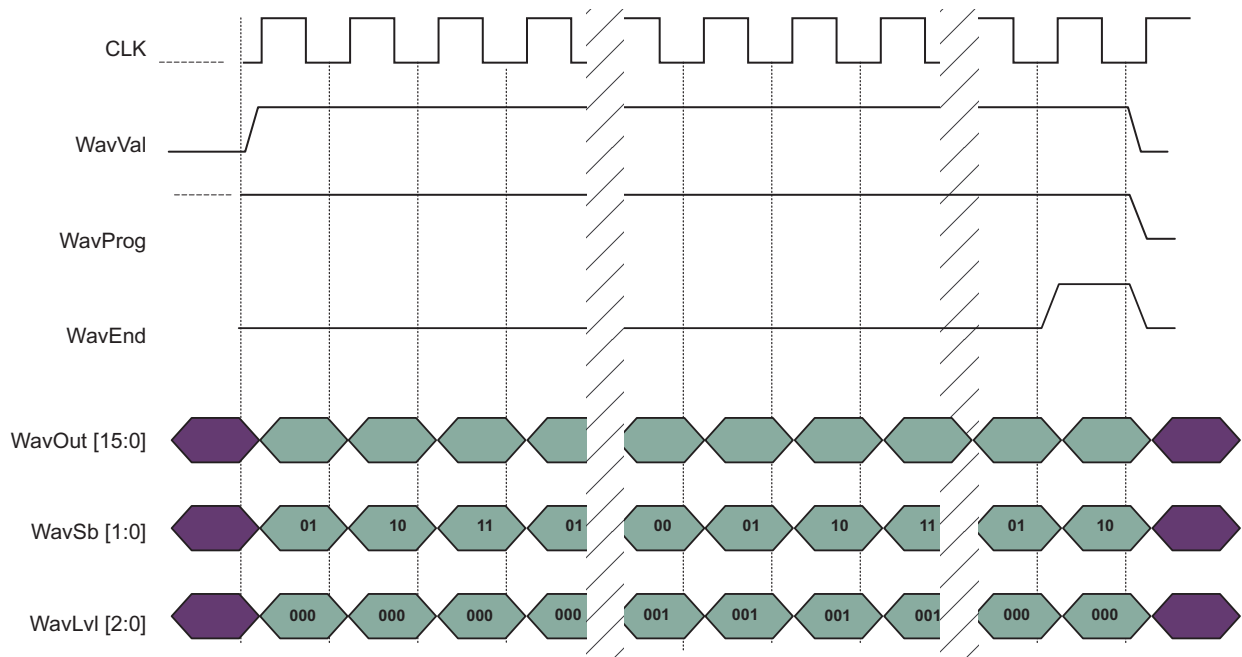 CLK
WavVal
WavProg
WavEnd
WavOut [15:0]
WavSb [1:0] 01 10 11 01 00 01 10 11 01 10
WavLvl [2:0] 000 000 000 000 001 001 001 001 000 000